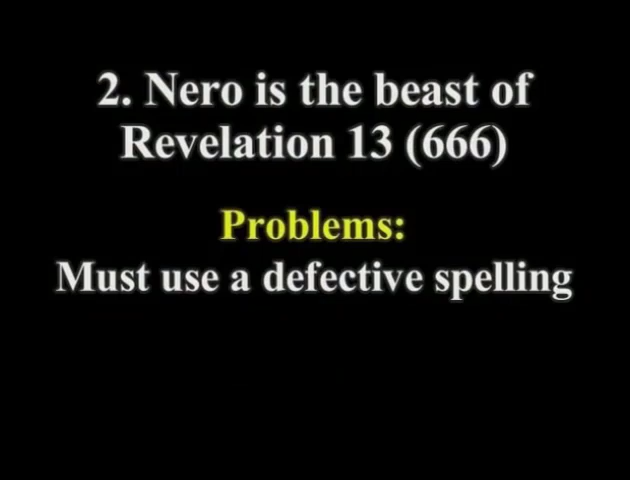 2. Nero is the beast of
Revelation 13 (666)
Problems:
Must use a defective spelling